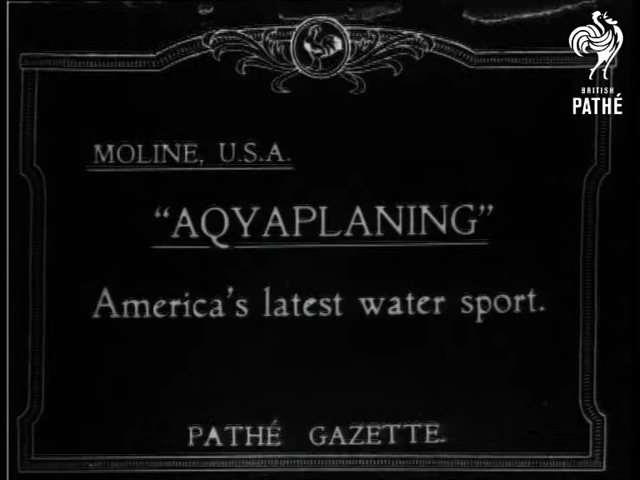 BRITISH
PATHÉ
MOLINE, U.S.A.
"AQYAPLANING"
America's latest water sport.
PATHÉ GAZETTE.